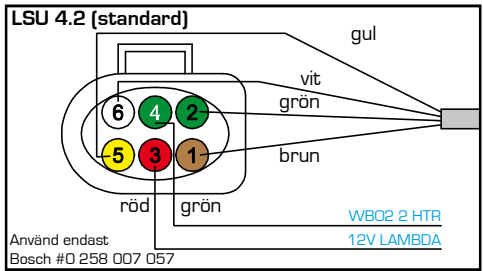 LSU 4.2 (standard)
gul
vit
grön
6 4 2
5 3 1
brun
röd grön
WB02 2 HTR
12V LAMBDA
Använd endast
Bosch #0 258 007 057